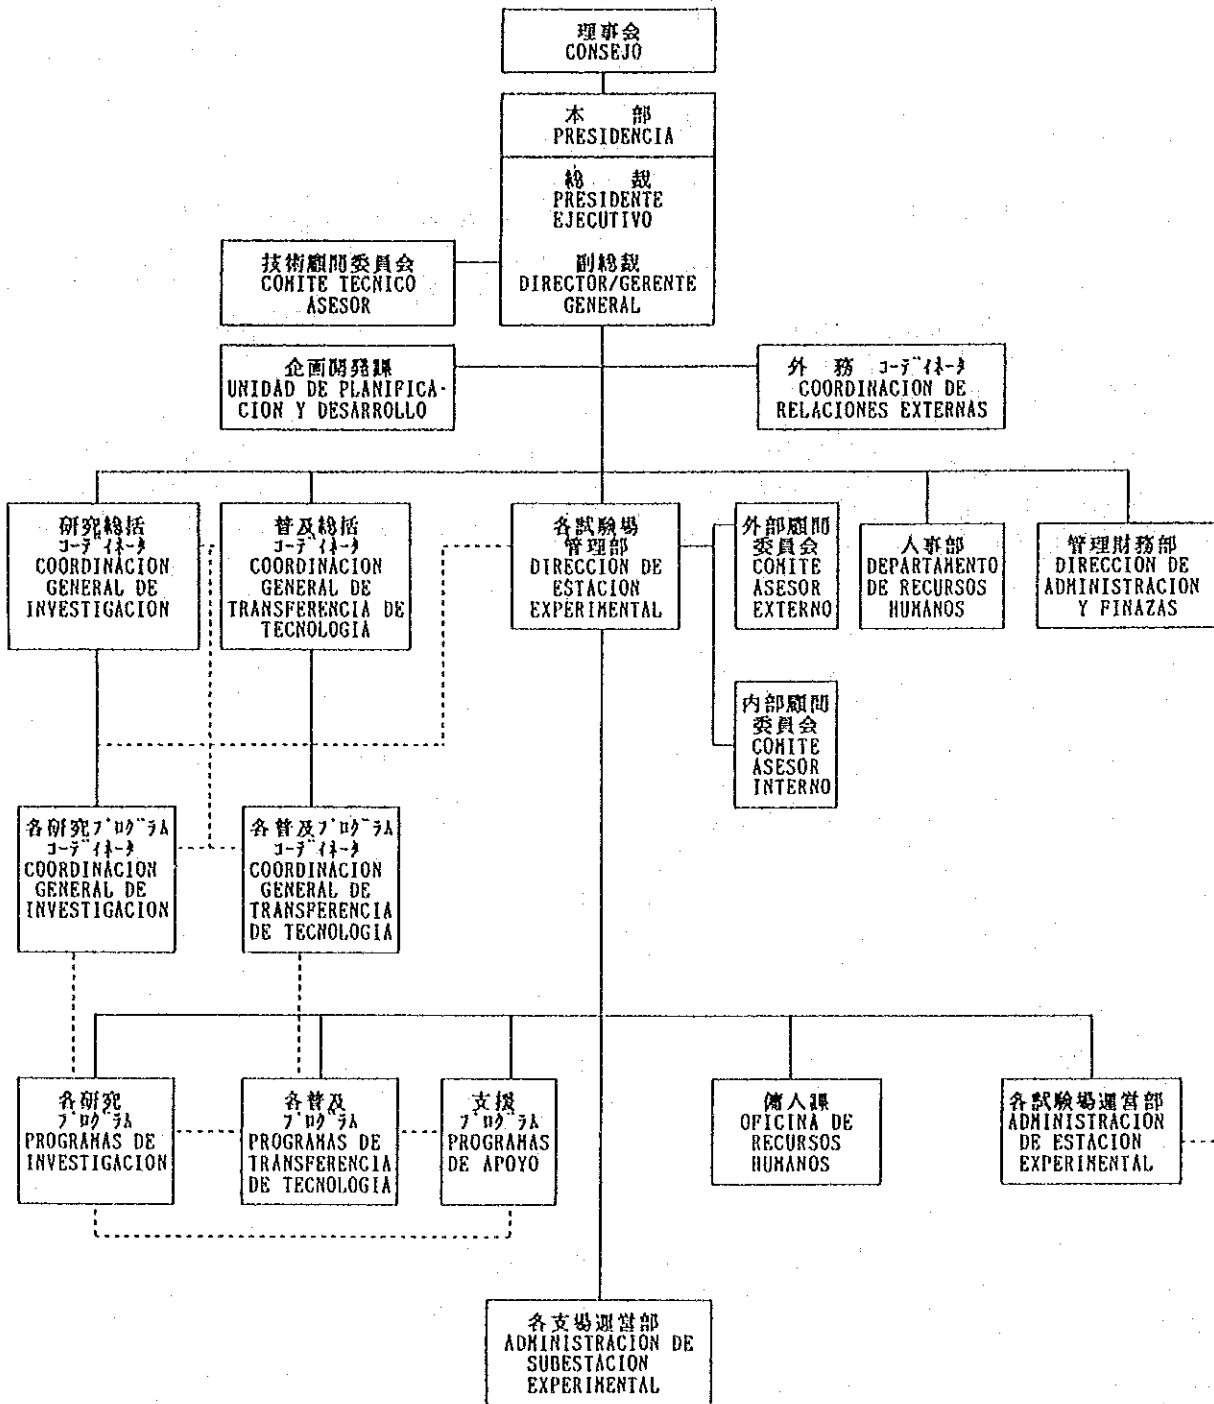 理事会
CONSEJO
本 部
PRESIDENCIA
総 裁
PRESIDENTE
EJECUTIVO
副総裁
DIRECTOR/GERENTE
GENERAL
技術顧問委員会
COMITE TECNICO
ASESOR
企画開発課
UNIDAD DE PLANIFICA-
CION Y DESARROLLO
外 務 コーディネータ
COORDINACION DE
RELACIONES EXTERNAS
研究総括
コーディネータ
COORDINACION
GENERAL DE
INVESTIGACION
普及総括
コーディネータ
COORDINACION
GENERAL DE
TRANSFERENCIA DE
TECNOLOGIA
各試験場
管理部
DIRECCION DE
ESTACION
EXPERIMENTAL
外部顧問
委員会
COMITE
ASESOR
EXTERNO
人事部
DEPARTAMENTO
DE RECURSOS
HUMANOS
管理財務部
DIRECCION DE
ADMINISTRACION
Y FINAZAS
内部顧問
委員会
COMITE
ASESOR
INTERNO
各研究プログラム
コーディネータ
COORDINACION
GENERAL DE
INVESTIGACION
各普及プログラム
コーディネータ
COORDINACION
GENERAL DE
TRANSFERENCIA
DE TECNOLOGIA
各研究
プログラム
PROGRAMAS DE
INVESTIGACION
各普及
プログラム
PROGRAMAS DE
TRANSFERENCIA
DE TECNOLOGIA
支援
プログラム
PROGRAMAS
DE APOYO
傭人課
OFICINA DE
RECURSOS
HUMANOS
各試験場運営部
ADMINISTRACION
DE ESTACION
EXPERIMENTAL
各支場運営部
ADMINISTRACION DE
SUBESTACION
EXPERIMENTAL